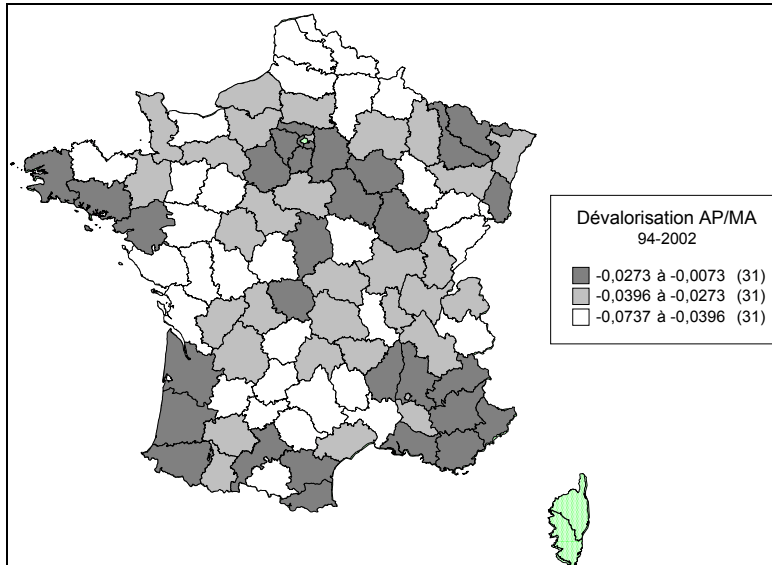 Dévalorisation AP/MA
94-2002
-0,0273 à -0,0073 (31)
-0,0396 à -0,0273 (31)
-0,0737 à -0,0396 (31)